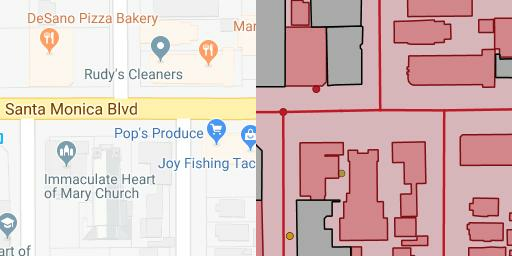 DeSano Pizza Bakery
Mar
Rudy's Cleaners
Santa Monica Blvd
Pop's Produce
Joy Fishing Tac
Immaculate Heart
of Mary Church
art of